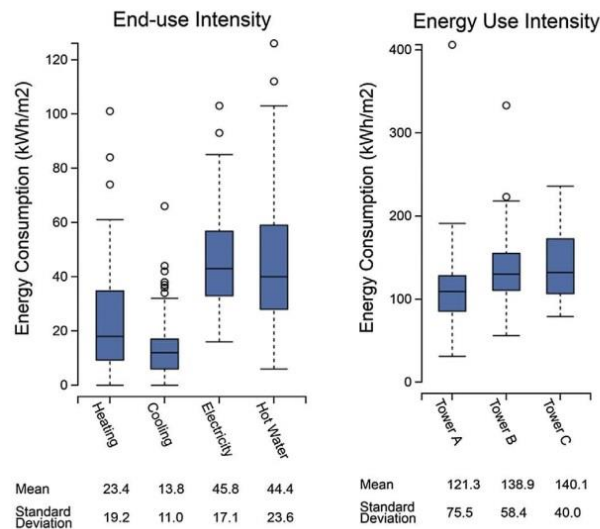 End-use Intensity
Energy Consumption (kWh/m2)
120
100
80
60
40
20
0
Heating
Cooling
Electricity
Hot Water
Mean 23.4 13.8 45.8 44.4
Standard
Deviation 19.2 11.0 17.1 23.6
Energy Use Intensity
Energy Consumption (kWh/m2)
400
300
200
100
0
Tower A
Tower B
Tower C
Mean 121.3 138.9 140.1
Standard
Deviation 75.5 58.4 40.0